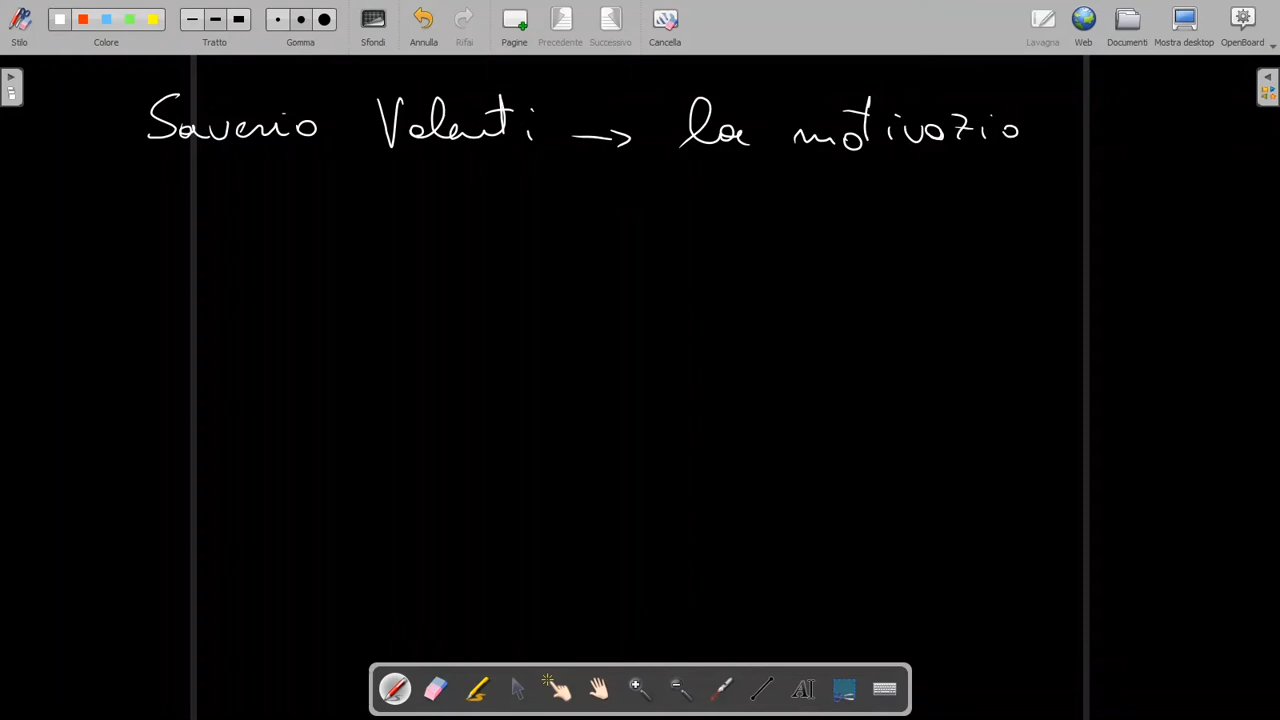 Stilo Colore Tratto Gomma Sfondi Annulla Rifai Pagine Precedente Successivo Cancella Lavagna Web Documenti Mostra desktop OpenBoard
Saverio Valenti → la motivazio